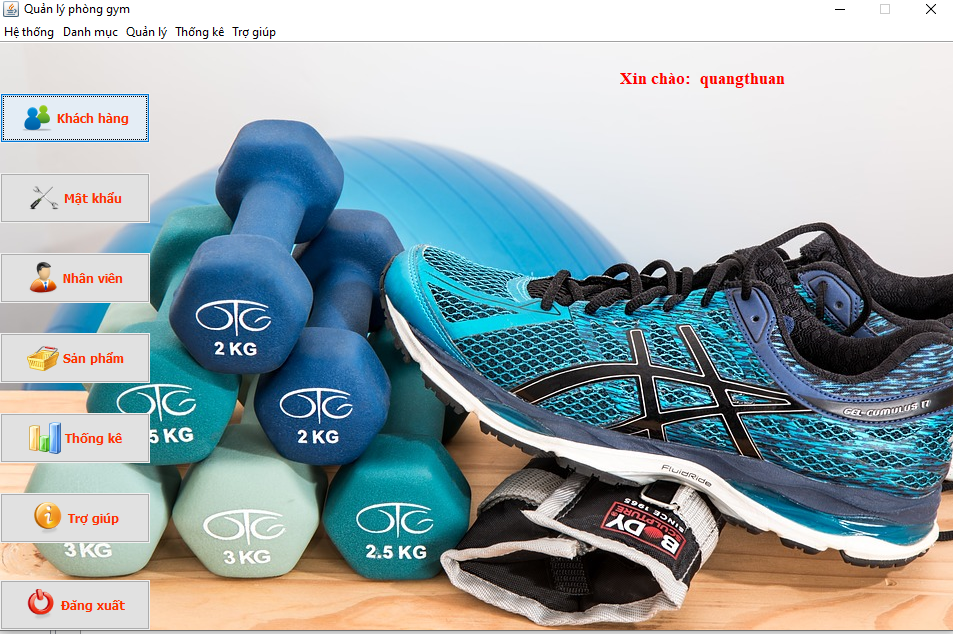 Quản lý phòng gym
Hệ thống Danh mục Quản lý Thống kê Trợ giúp
Xin chào: quangthuan
Khách hàng
Mật khẩu
Nhân viên
Sản phẩm
Thống kê
Trợ giúp
Đăng xuất
OTG
2 KG
OTG
5 KG
OTG
2 KG
3 KG
OTG
3 KG
OTG
2.5 KG
GEL-CUMULUS 17
FluidRide
BODY
SCULPTURE
SINCE 1965